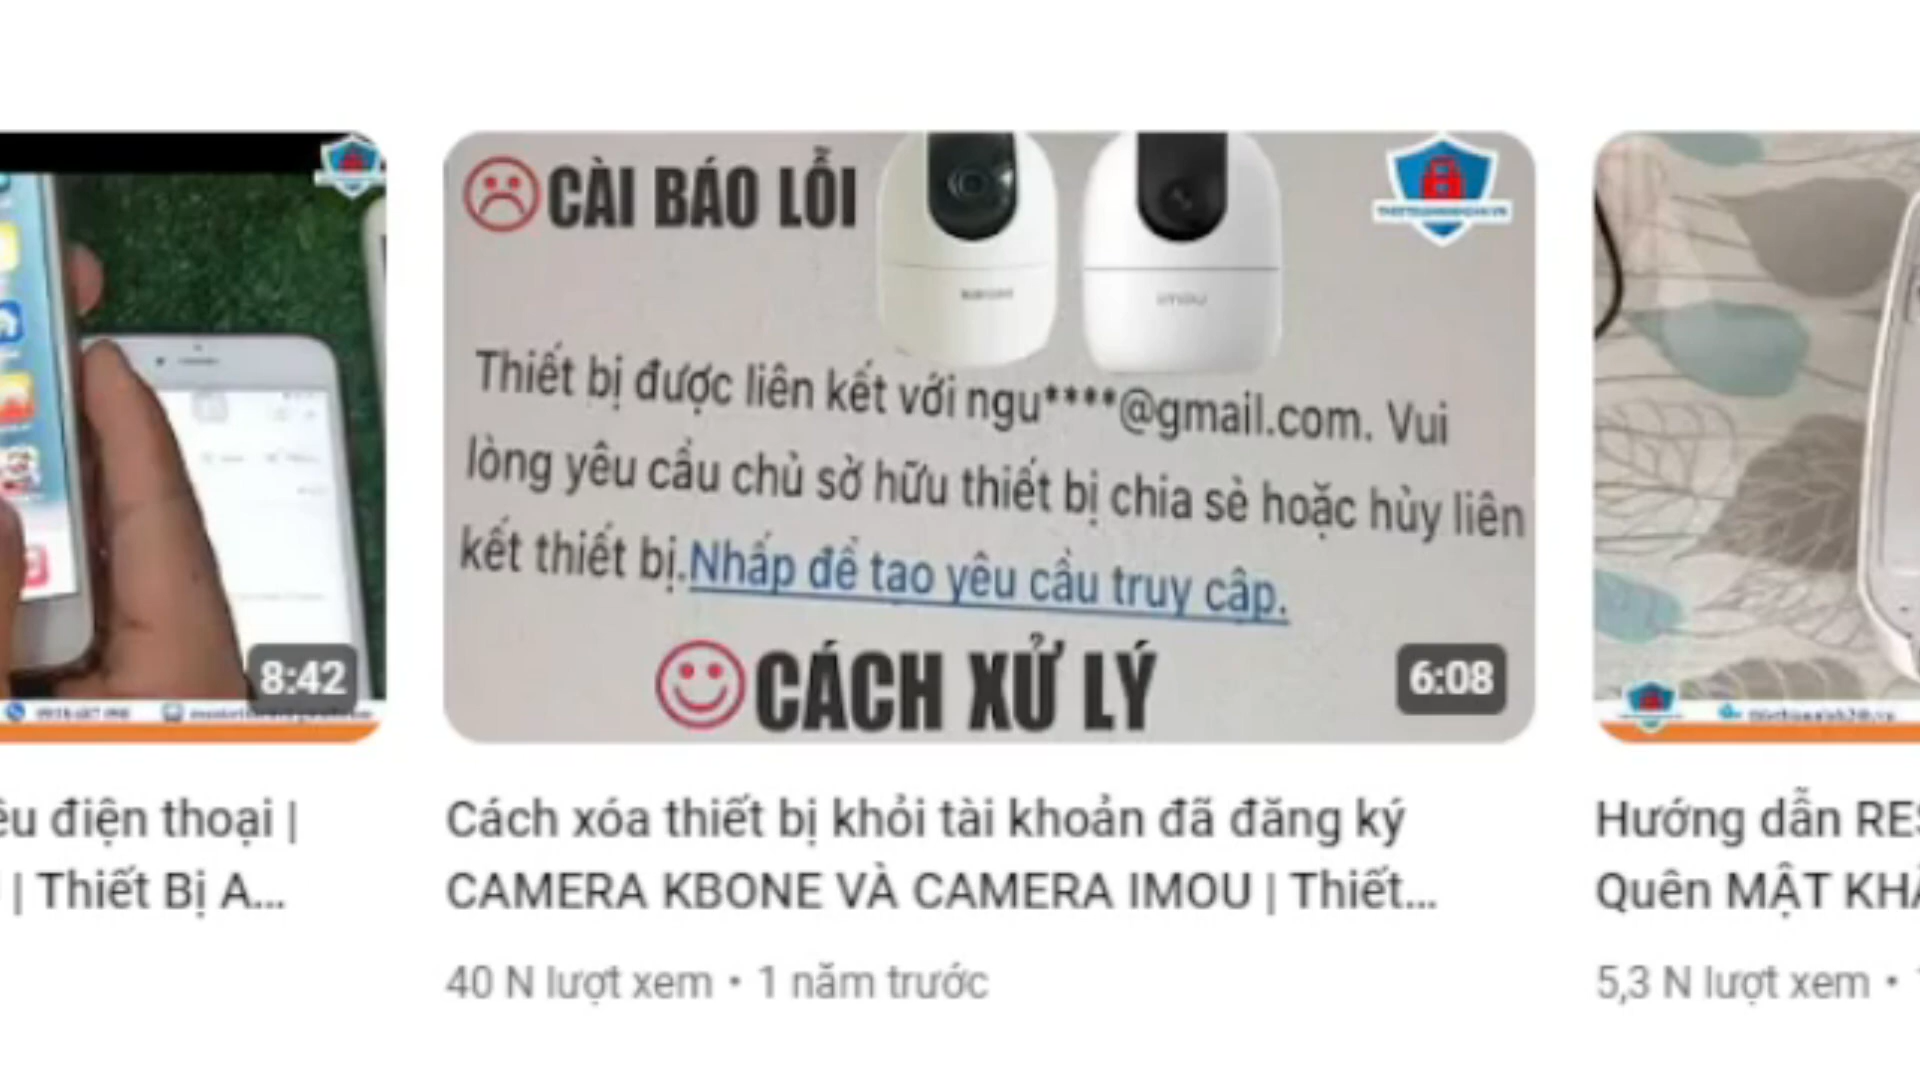 CÀI BÁO LỖI
imou
Thiết bị được liên kết với ngu****@gmail.com. Vui
lòng yêu cầu chủ sở hữu thiết bị chia sẻ hoặc hủy liên
kết thiết bị.Nhấp để tạo yêu cầu truy cập.
CÁCH XỬ LÝ
8:42
6:08
êu điện thoại |
| Thiết Bị A...
Cách xóa thiết bị khỏi tài khoản đã đăng ký
CAMERA KBONE VÀ CAMERA IMOU | Thiết...
40 N lượt xem • 1 năm trước
Hướng dẫn RES
Quên MẬT KHẨ
5,3 N lượt xem •